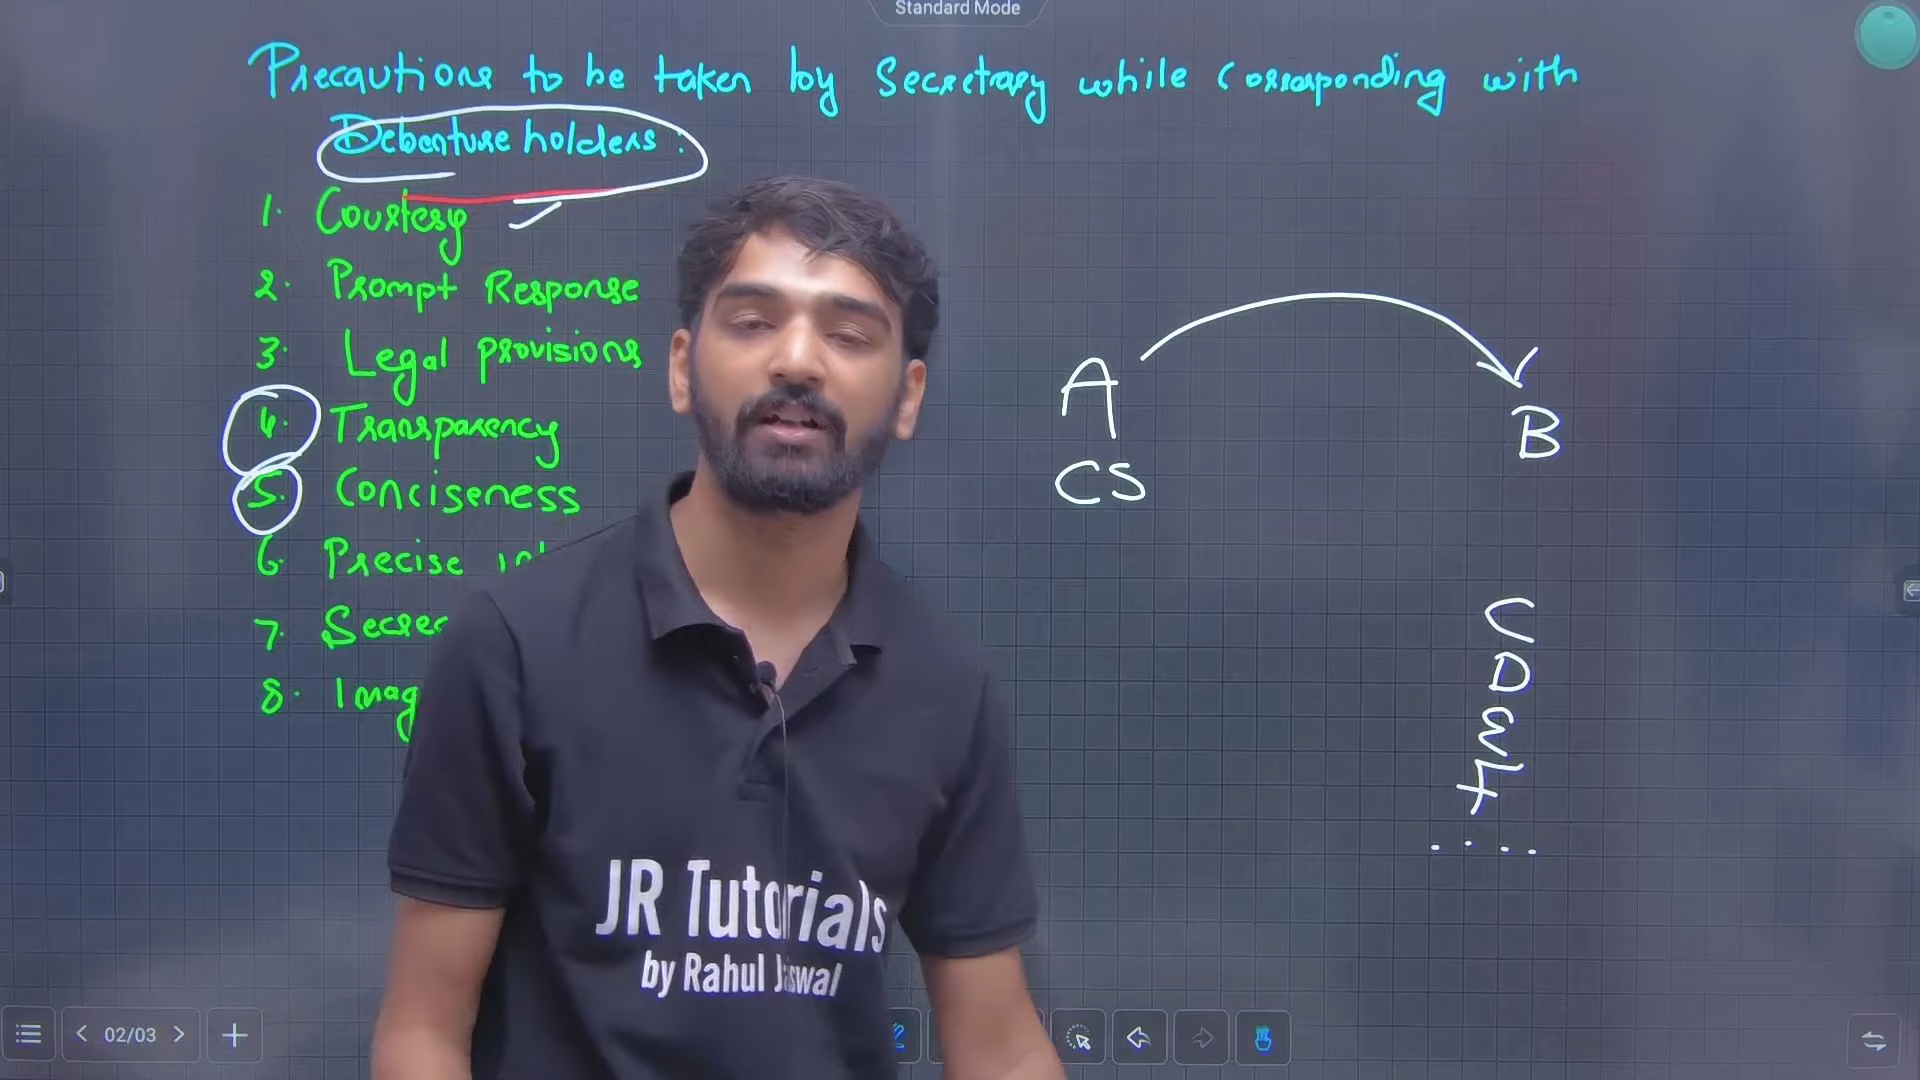 Standard Mode
Precautions to be taken by Secretary while Corresponding with
Debenture holders :
1. Courtesy
2. Prompt Response
3. Legal provisions
4. Transparency
5. Conciseness
6. Precise
7.
8.
A
B
CS
C
D
E
F
....
JR Tutorials
by Rahul Jaiswal
02/03